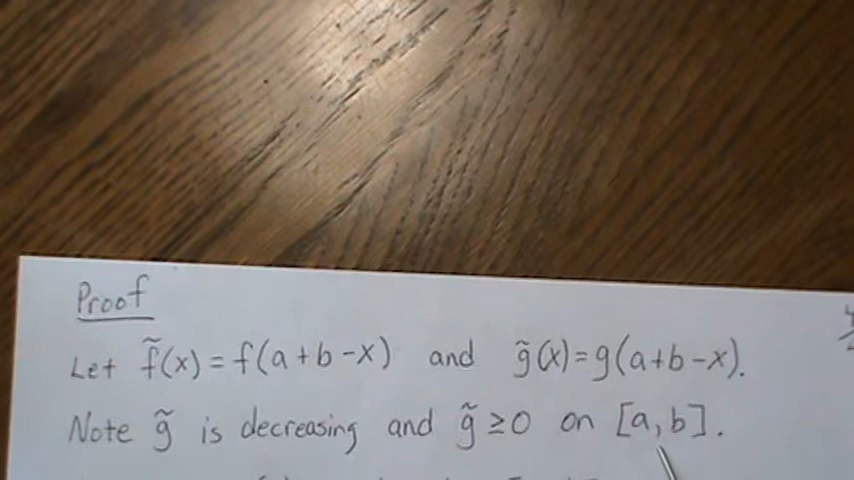 Proof
Let f̃(x) = f(a+b-x) and g̃(x) = g(a+b-x).
Note g̃ is decreasing and g̃ ≥ 0 on [a,b].